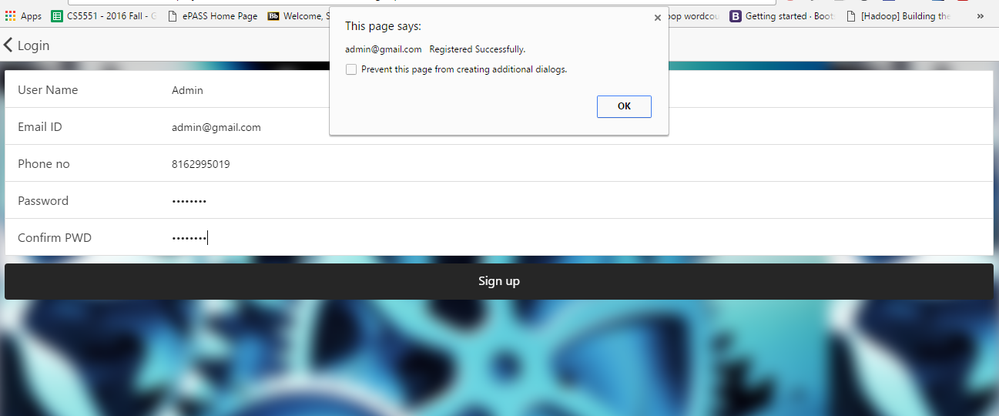 Apps CS5551 - 2016 Fall - G ePASS Home Page Bb Welcome, S oop wordcou B Getting started · Boots [Hadoop] Building the »
This page says:
admin@gmail.com Registered Successfully.
Prevent this page from creating additional dialogs.
OK
Login
User Name Admin
Email ID admin@gmail.com
Phone no 8162995019
Password ••••••••
Confirm PWD ••••••••
Sign up